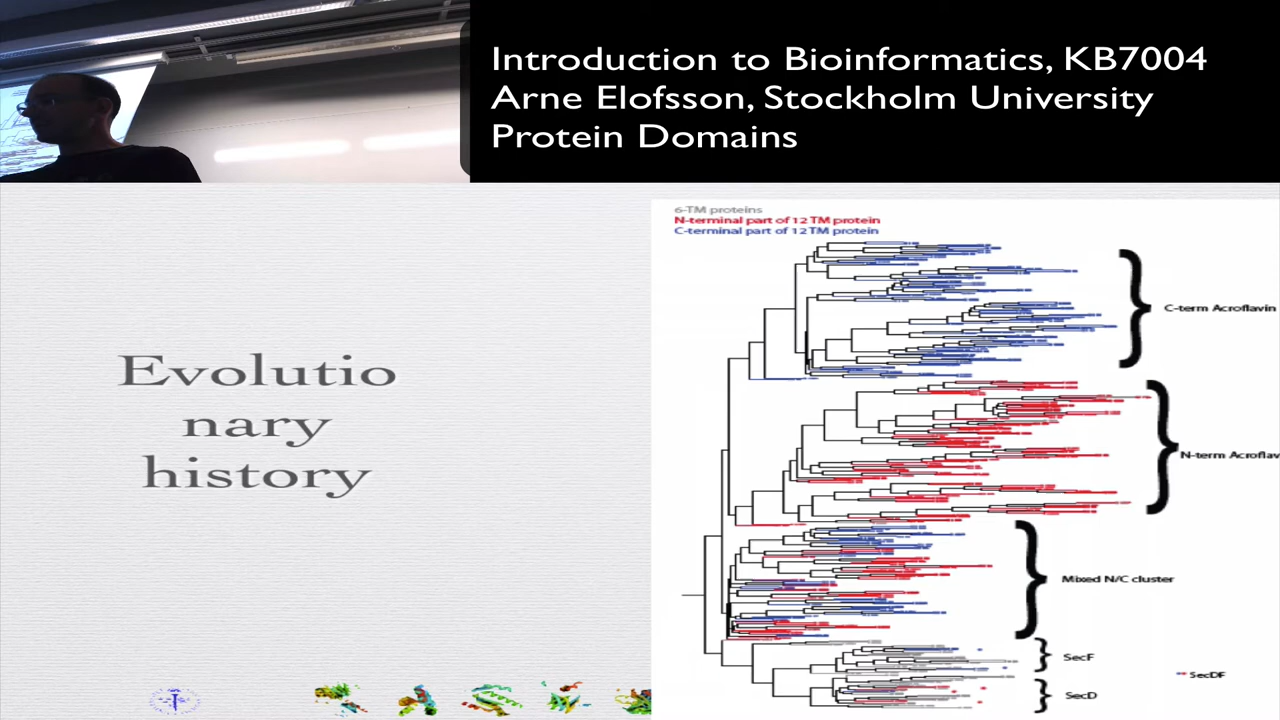 Introduction to Bioinformatics, KB7004
Arne Elofsson, Stockholm University
Protein Domains
Evolutio
nary
history
6-TM proteins
N-terminal part of 12 TM protein
C-terminal part of 12 TM protein
C-term Acroflavin
N-term Acroflav
Mixed N/C cluster
SecF
SecDF
SecD